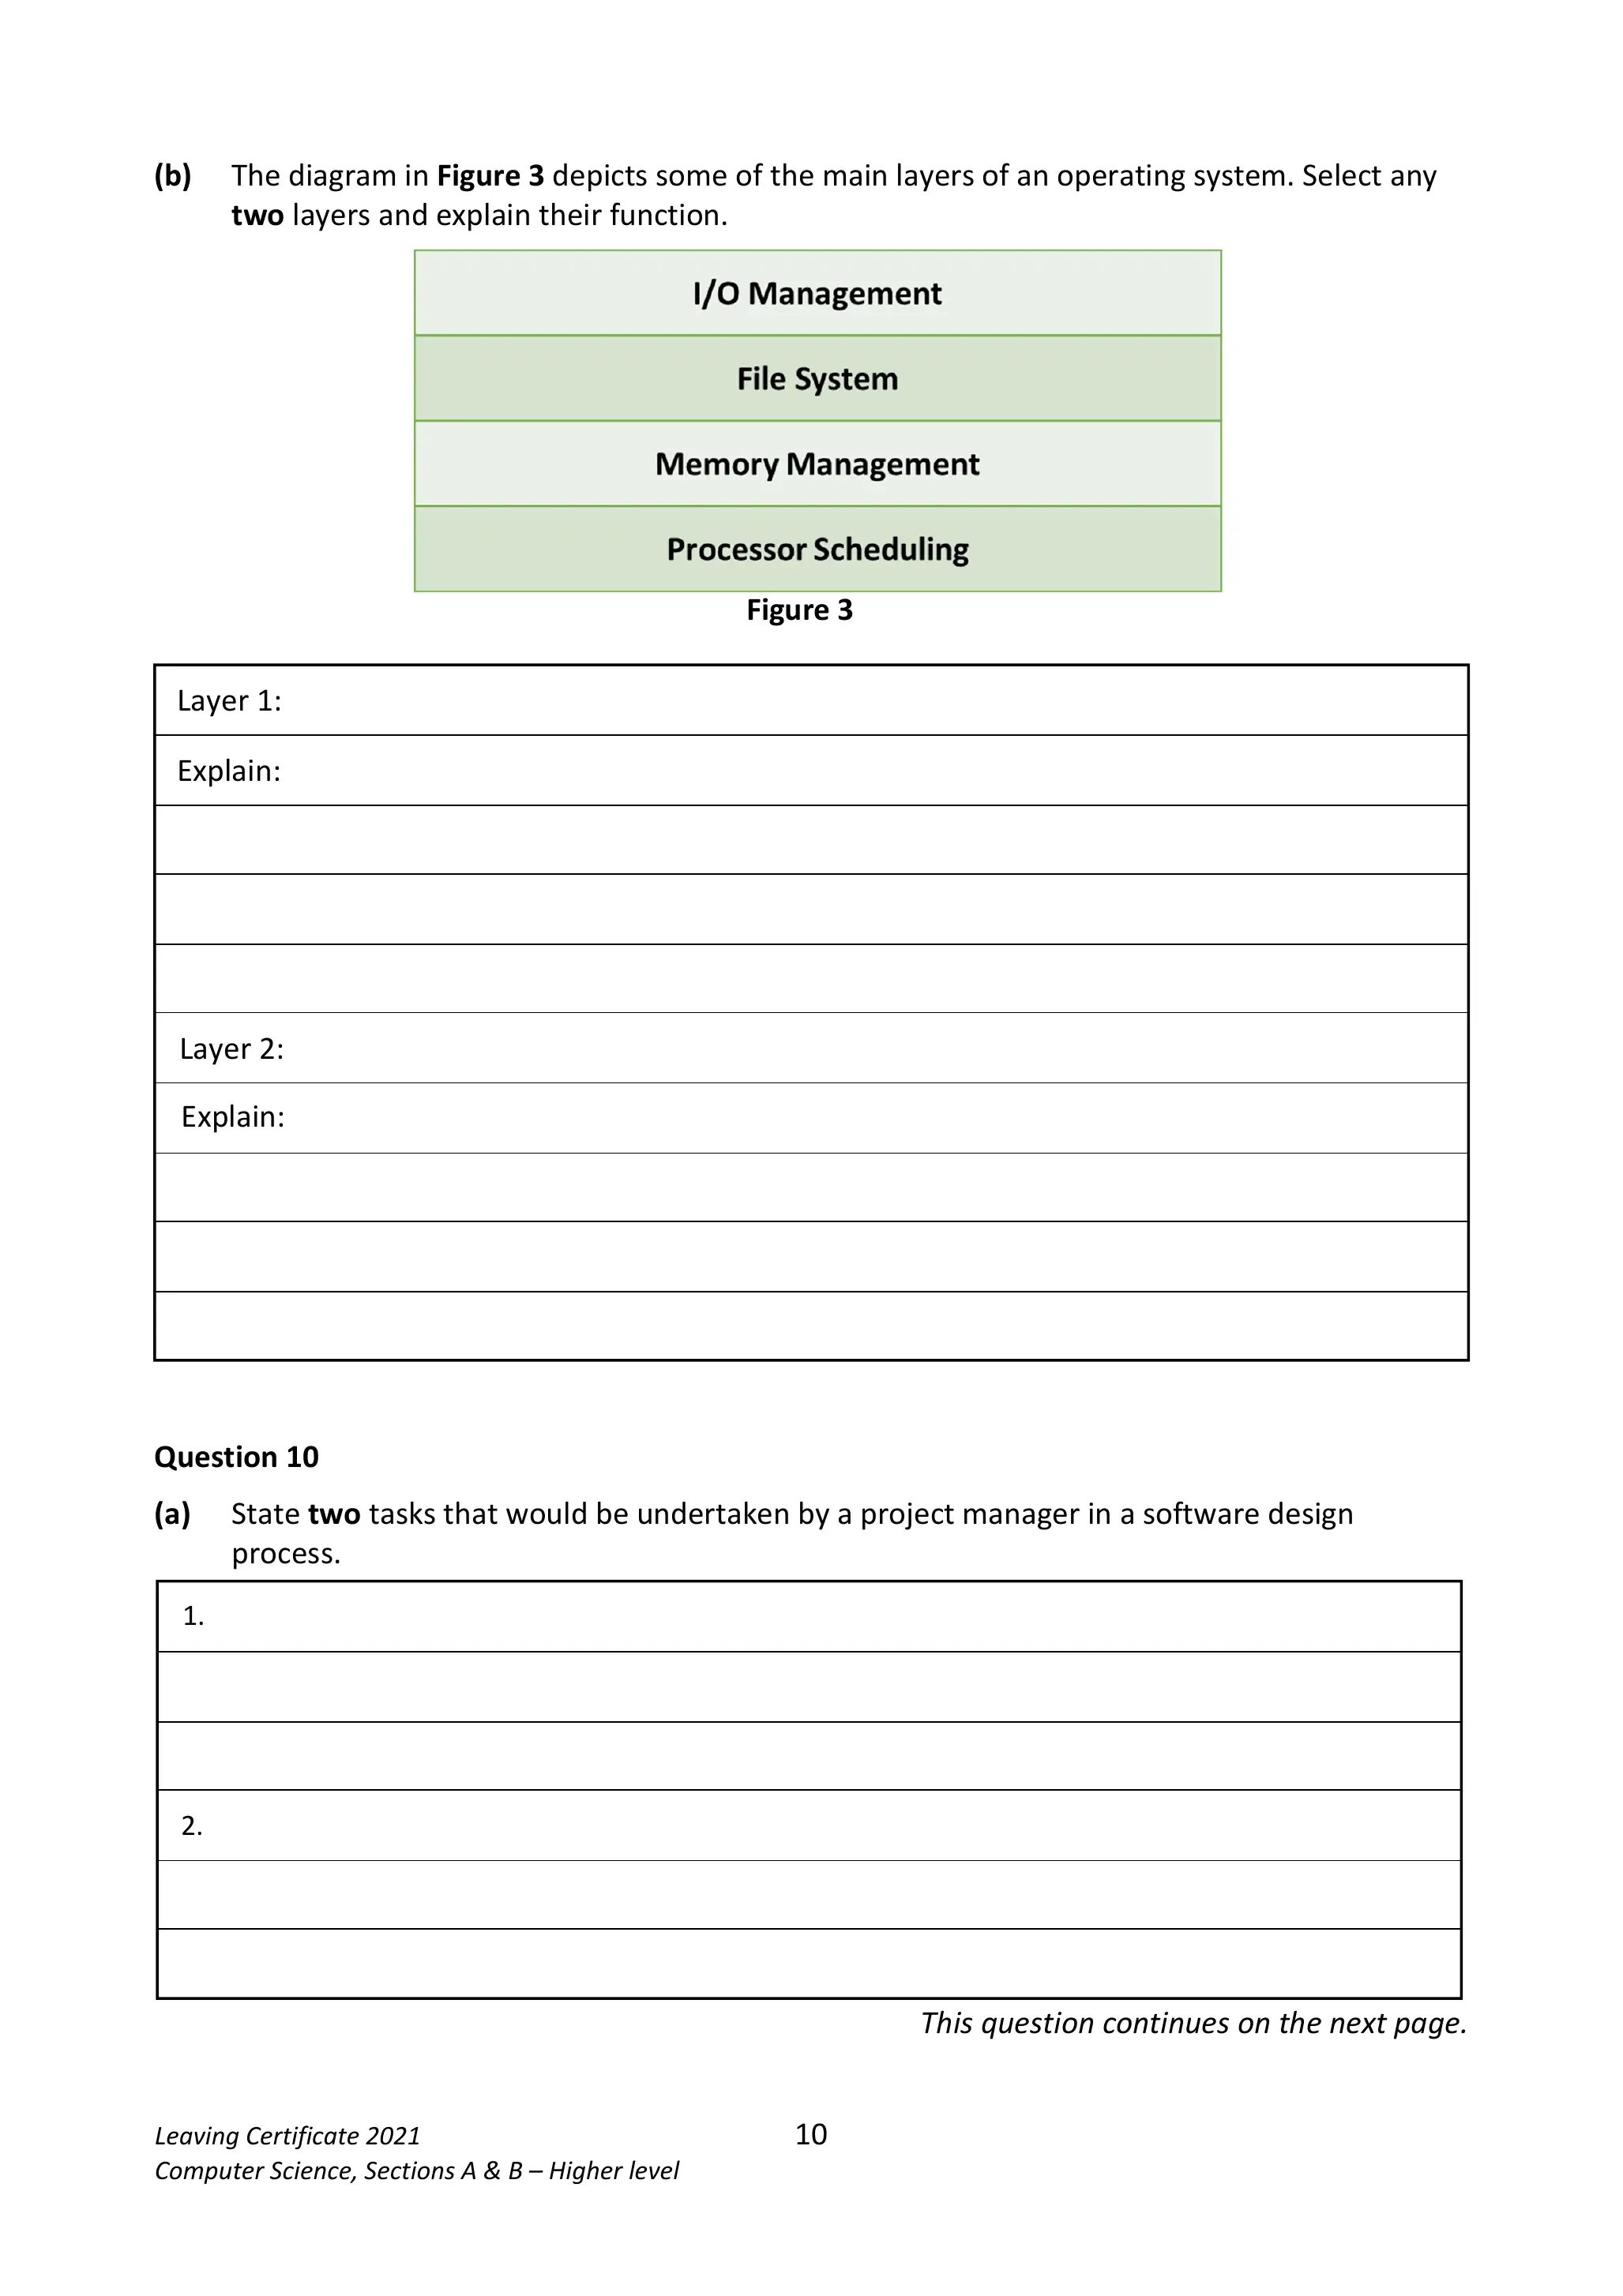 (b) The diagram in Figure 3 depicts some of the main layers of an operating system. Select any
two layers and explain their function.
I/O Management
File System
Memory Management
Processor Scheduling
Figure 3
Layer 1:
Explain:
Layer 2:
Explain:
Question 10
(a) State two tasks that would be undertaken by a project manager in a software design
process.
1.
2.
This question continues on the next page.
Leaving Certificate 2021 10
Computer Science, Sections A & B – Higher level